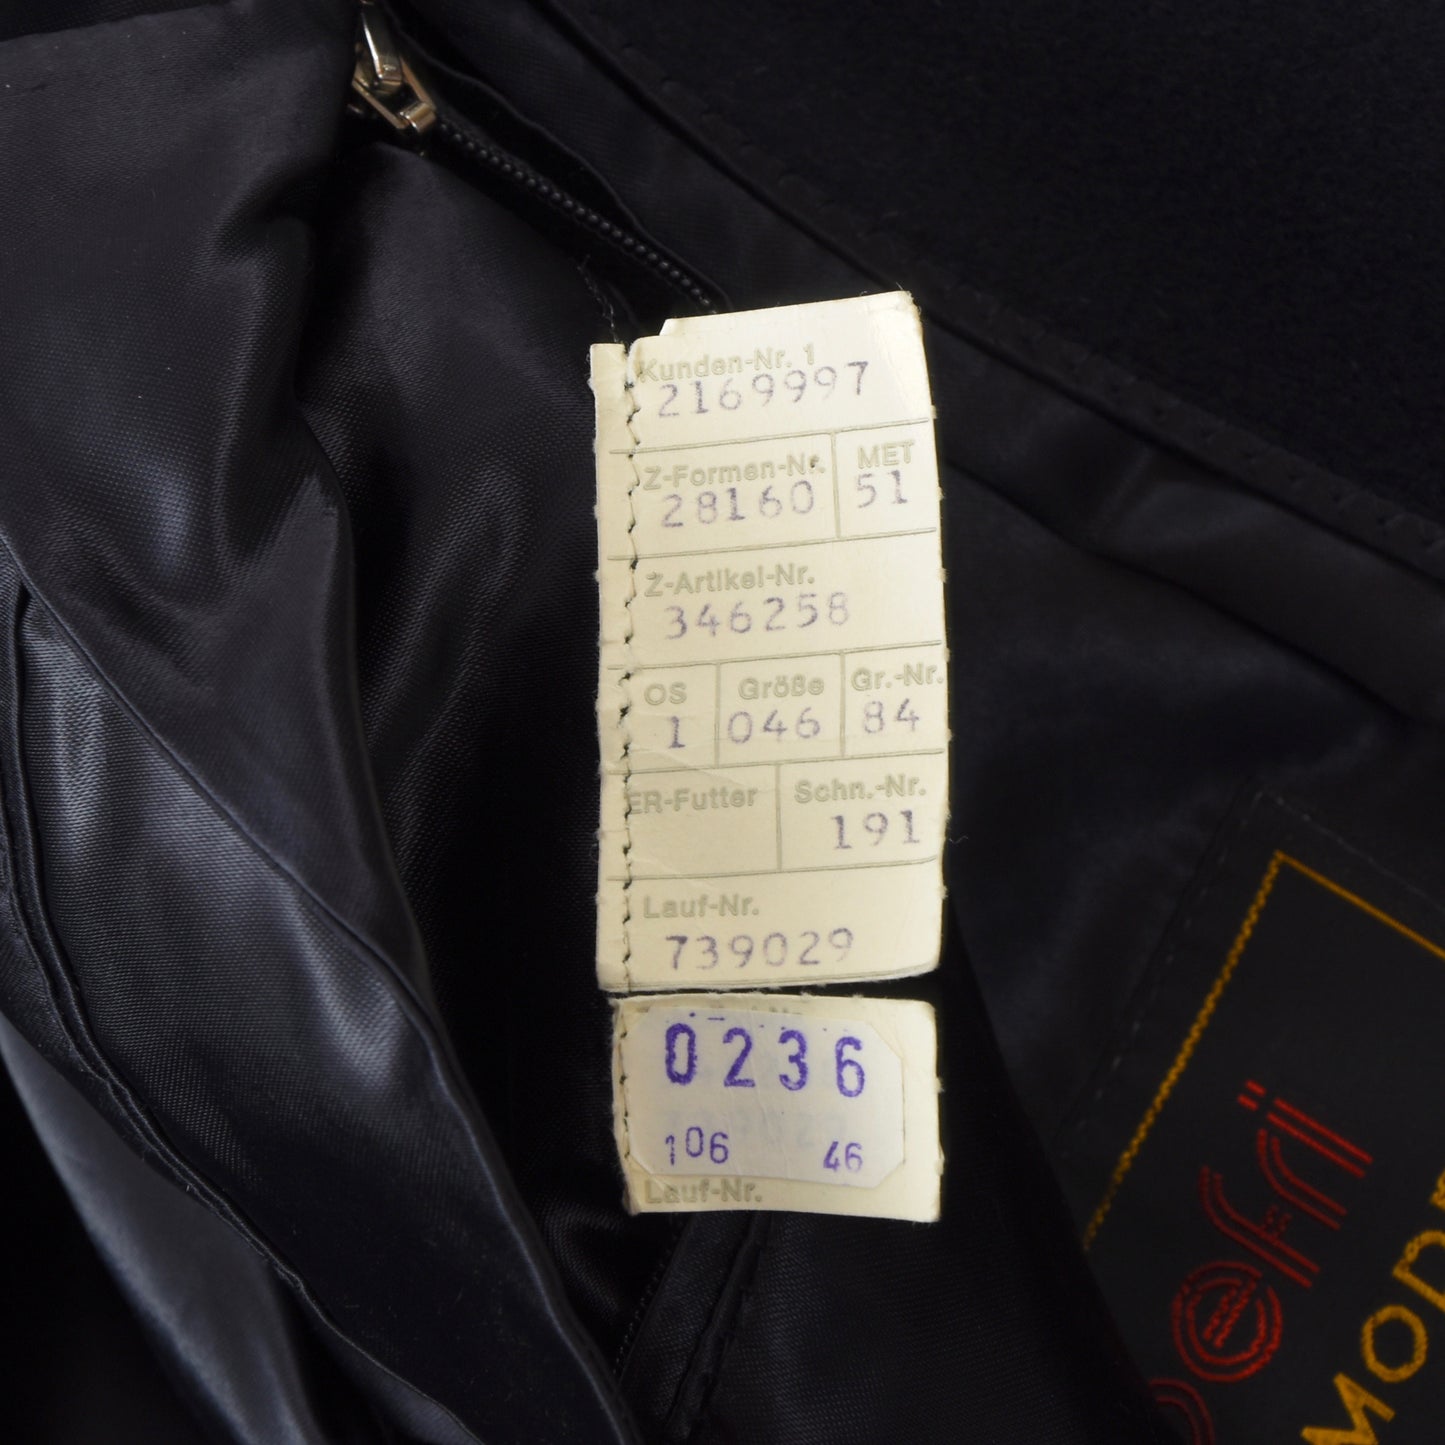 Kunden-Nr. 1
2169997
Z-Formen-Nr. MET
28160 51
Z-Artikel-Nr.
346258
OS Größe Gr.-Nr.
1 046 84
ER-Futter Schn.-Nr.
191
Lauf-Nr.
739029
0236
106 46
Lauf-Nr.